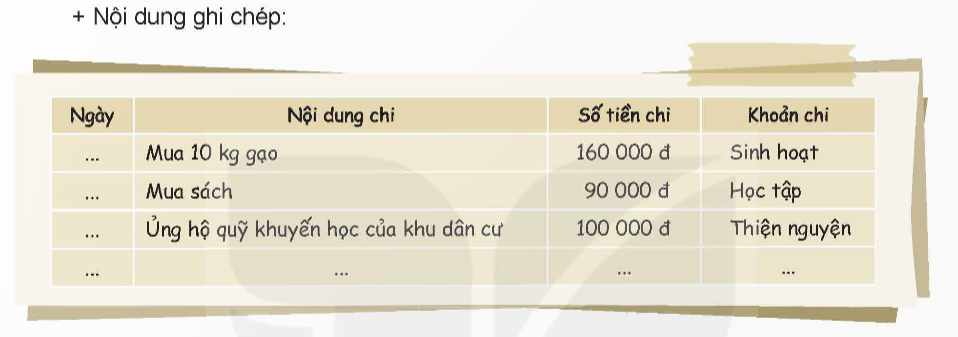 + Nội dung ghi chép:
Ngày Nội dung chi Số tiền chi Khoản chi
... Mua 10 kg gạo 160 000 đ Sinh hoạt
... Mua sách 90 000 đ Học tập
... Ủng hộ quỹ khuyến học của khu dân cư 100 000 đ Thiện nguyện
... ... ... ...